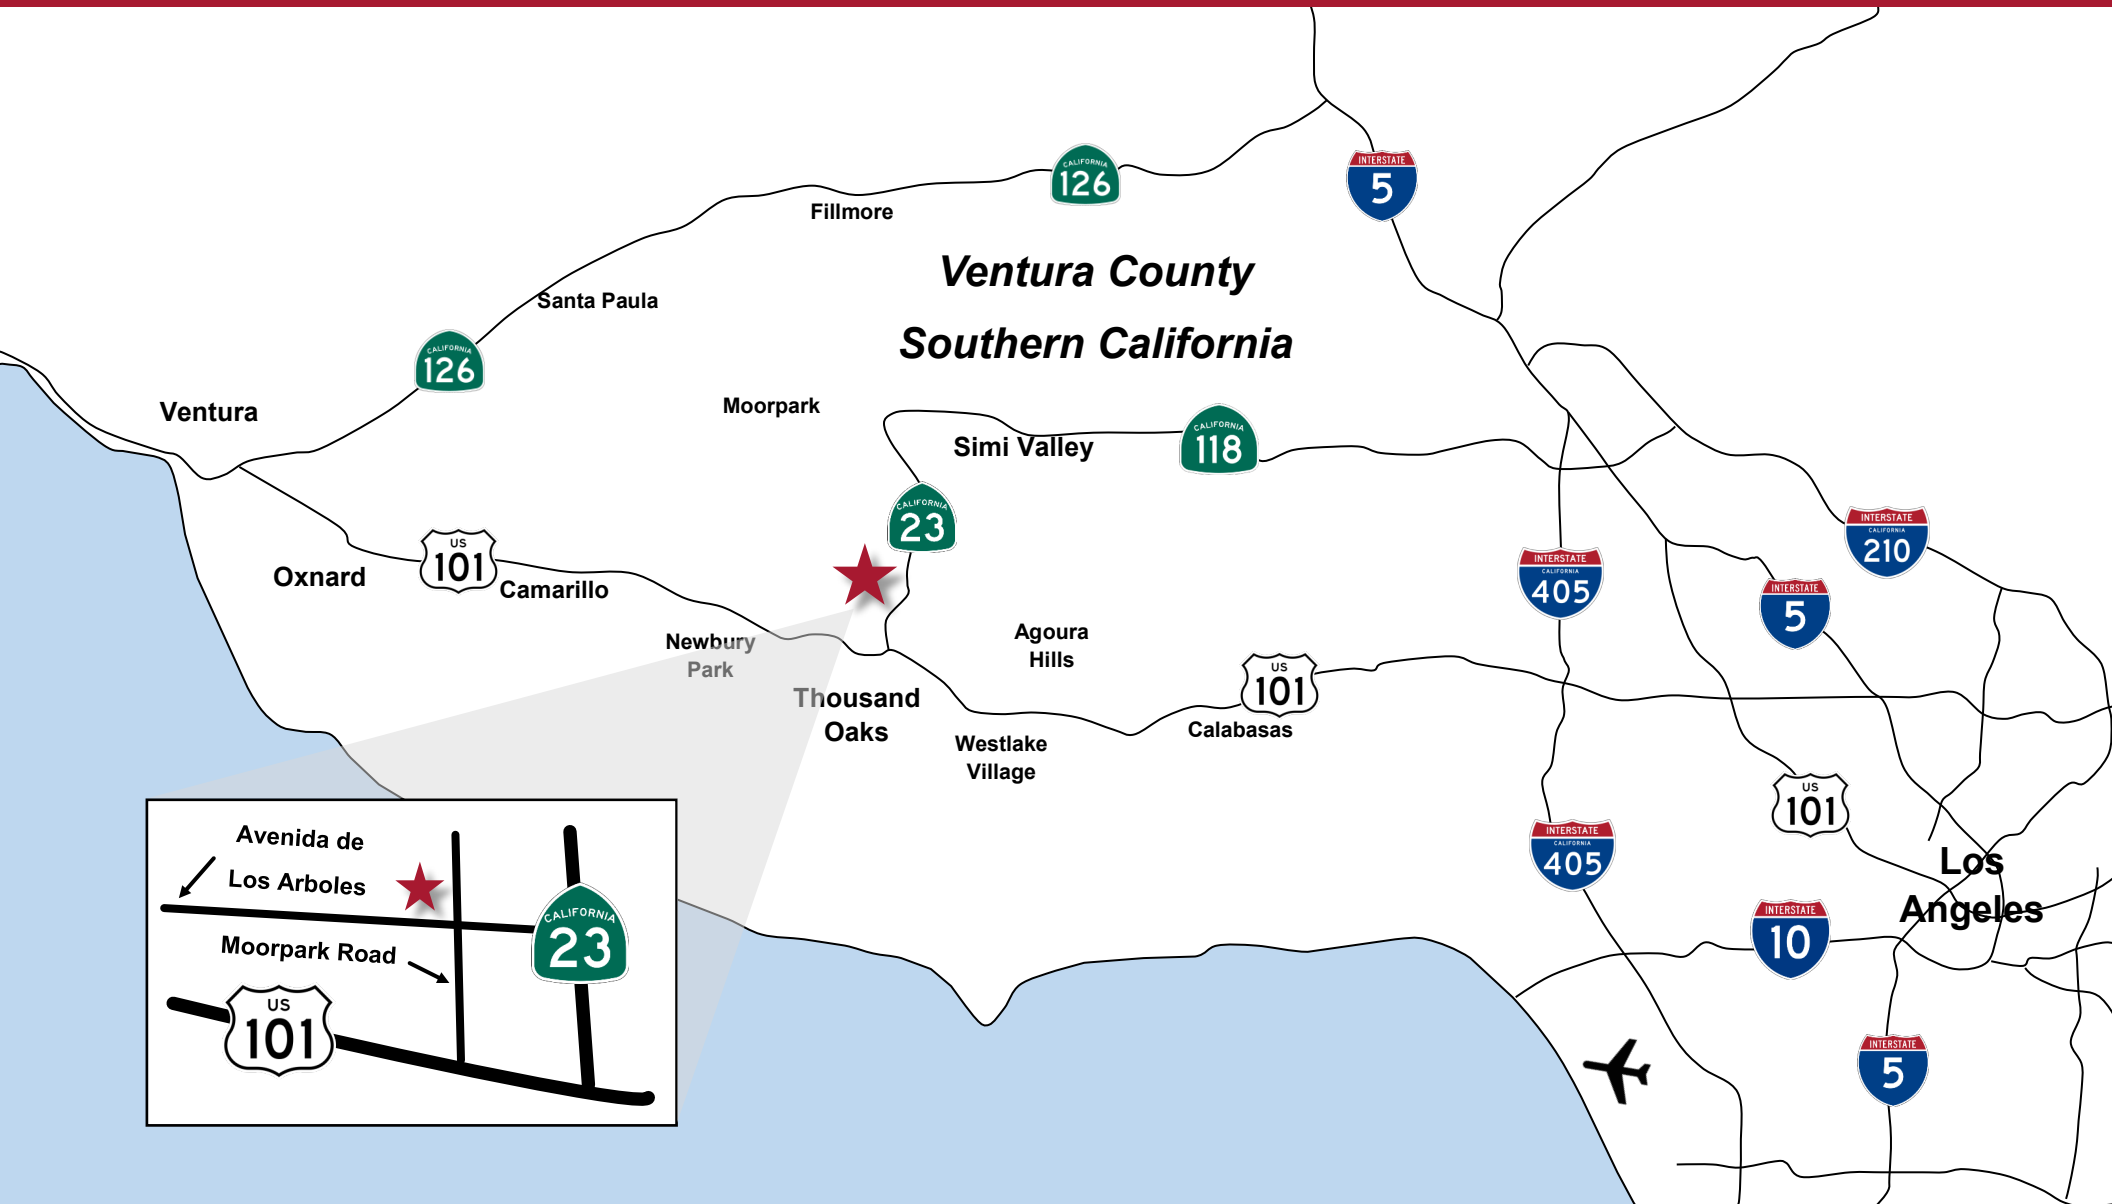 CALIFORNIA
126
INTERSTATE
5
Fillmore
Ventura County
Southern California
Santa Paula
CALIFORNIA
126
Ventura
Moorpark
Simi Valley
CALIFORNIA
118
CALIFORNIA
23
INTERSTATE
CALIFORNIA
210
US
101
Oxnard
Camarillo
INTERSTATE
CALIFORNIA
405
INTERSTATE
5
Newbury
Park
Agoura
Hills
US
101
Thousand
Oaks
Westlake
Village
Calabasas
US
101
INTERSTATE
CALIFORNIA
405
Los
Angeles
INTERSTATE
10
INTERSTATE
5
Avenida de
Los Arboles
CALIFORNIA
23
Moorpark Road
US
101